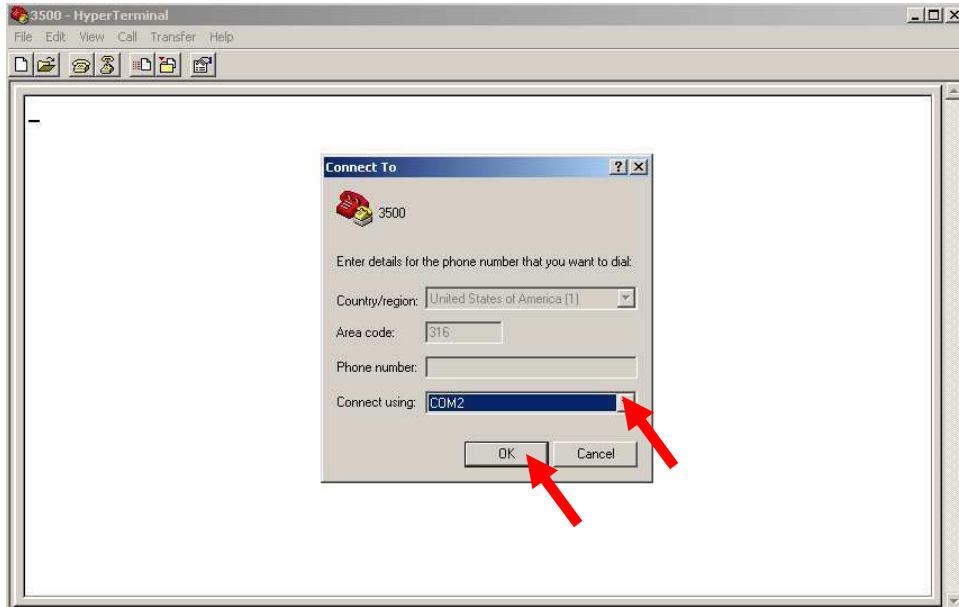 3500 - HyperTerminal
File Edit View Call Transfer Help
Connect To
3500
Enter details for the phone number that you want to dial:
Country/region: United States of America (1)
Area code: 316
Phone number:
Connect using: COM2
OK Cancel